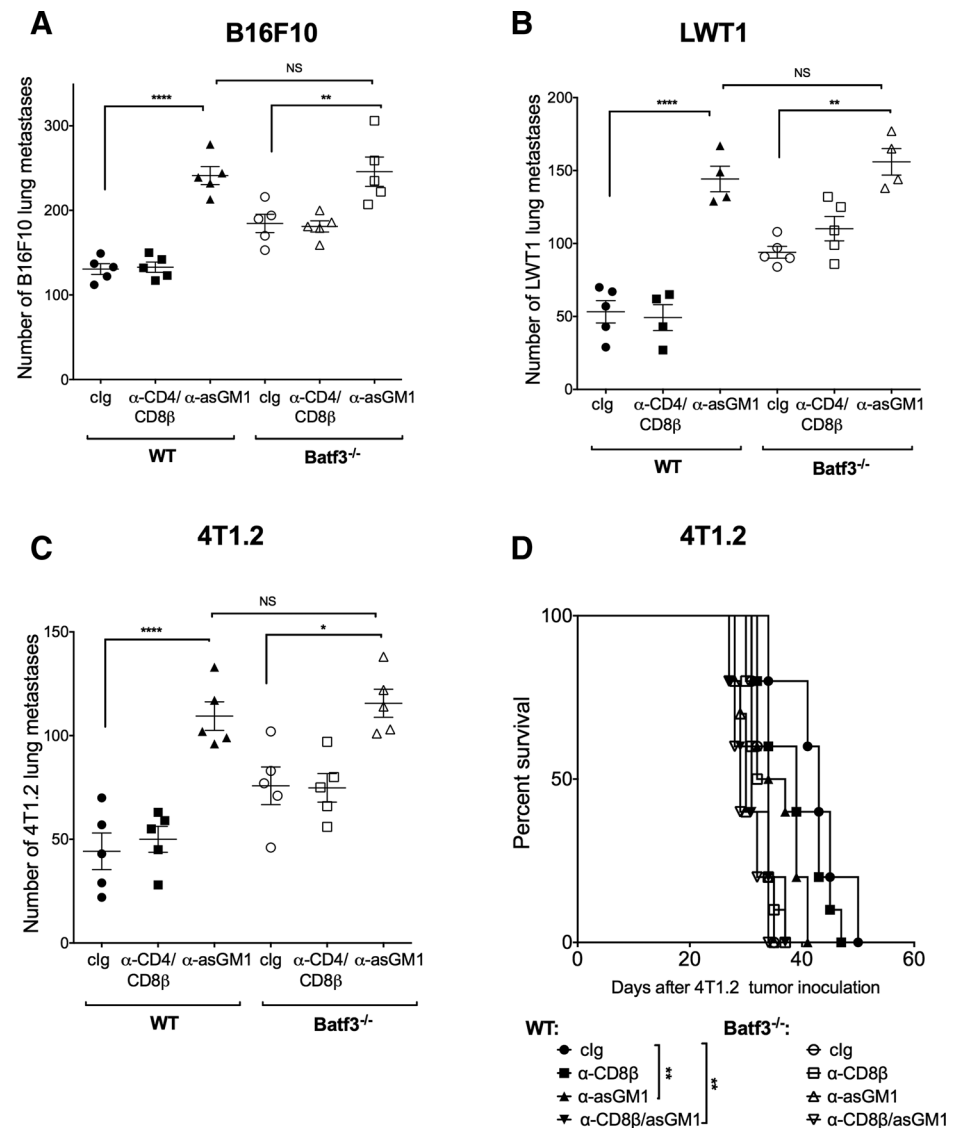 A
B16F10
Number of B16F10 lung metastases
300
200
100
0
****
NS
**
cIg α-CD4/CD8β α-asGM1 cIg α-CD4/CD8β α-asGM1
WT Batf3-/-
B
LWT1
Number of LWT1 lung metastases
200
150
100
50
0
****
NS
**
cIg α-CD4/CD8β α-asGM1 cIg α-CD4/CD8β α-asGM1
WT Batf3-/-
C
4T1.2
Number of 4T1.2 lung metastases
150
100
50
0
****
NS
*
cIg α-CD4/CD8β α-asGM1 cIg α-CD4/CD8β α-asGM1
WT Batf3-/-
D
4T1.2
Percent survival
100
50
0
0 20 40 60
Days after 4T1.2 tumor inoculation
WT: Batf3-/-:
cIg ** cIg
α-CD8β ** α-CD8β
α-asGM1 α-asGM1
α-CD8β/asGM1 α-CD8β/asGM1